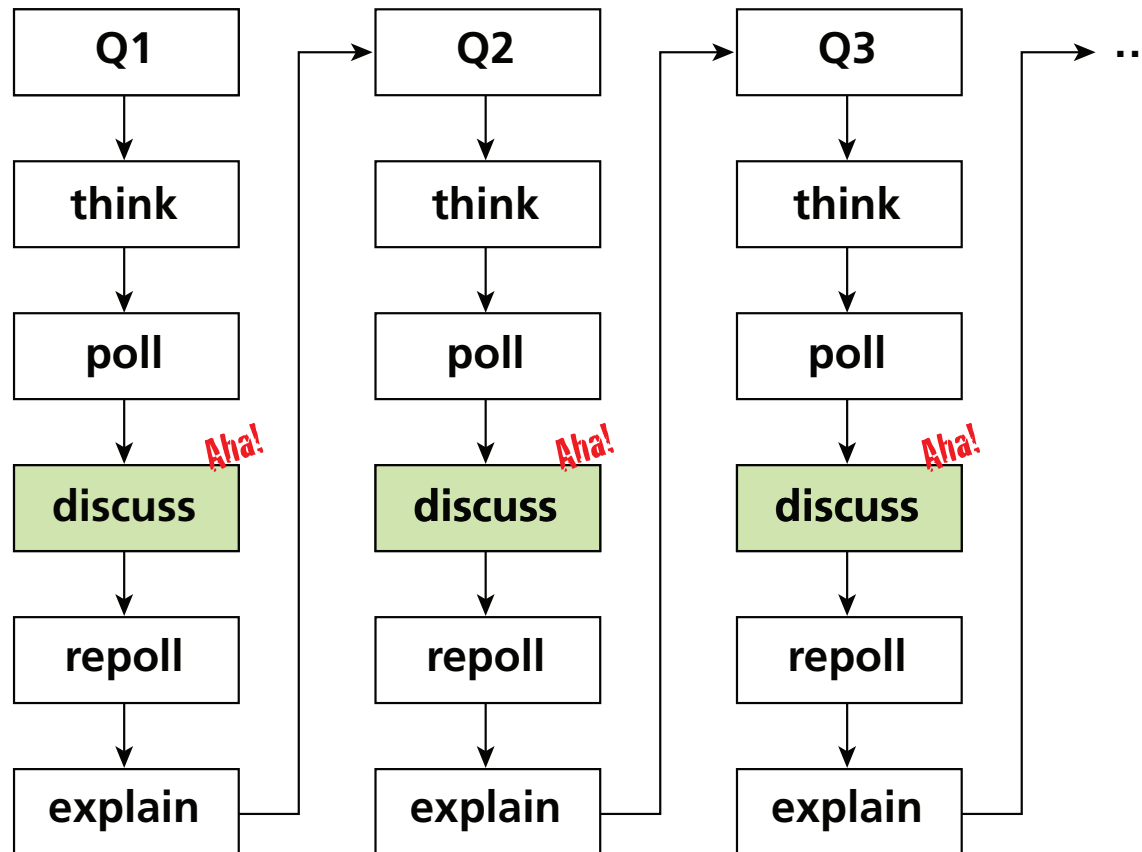 Q1
think
poll
Aha!
discuss
repoll
explain
Q2
think
poll
Aha!
discuss
repoll
explain
Q3
think
poll
Aha!
discuss
repoll
explain
..